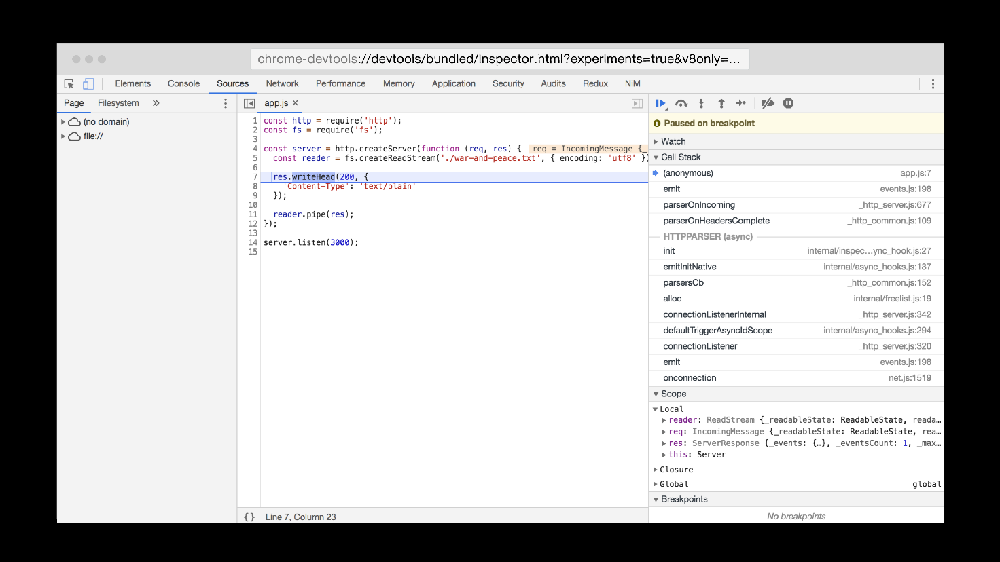 chrome-devtools://devtools/bundled/inspector.html?experiments=true&v8only=...
Elements Console Sources Network Performance Memory Application Security Audits Redux NiM
Page Filesystem »
(no domain)
file://
app.js ×
1 const http = require('http');
2 const fs = require('fs');
3
4 const server = http.createServer(function (req, res) { req = IncomingMessage {_
5 const reader = fs.createReadStream('./war-and-peace.txt', { encoding: 'utf8' })
6
7 res.writeHead(200, {
8 'Content-Type': 'text/plain'
9 });
10
11 reader.pipe(res);
12 });
13
14 server.listen(3000);
15
{} Line 7, Column 23
Paused on breakpoint
Watch
Call Stack
(anonymous) app.js:7
emit events.js:198
parserOnIncoming _http_server.js:677
parserOnHeadersComplete _http_common.js:109
HTTPPARSER (async)
init internal/inspec…ync_hook.js:27
emitInitNative internal/async_hooks.js:137
parsersCb _http_common.js:152
alloc internal/freelist.js:19
connectionListenerInternal _http_server.js:342
defaultTriggerAsyncIdScope internal/async_hooks.js:294
connectionListener _http_server.js:320
emit events.js:198
onconnection net.js:1519
Scope
Local
reader: ReadStream {_readableState: ReadableState, reada…
req: IncomingMessage {_readableState: ReadableState, rea…
res: ServerResponse {_events: {…}, _eventsCount: 1, _max…
this: Server
Closure
Global global
Breakpoints
No breakpoints